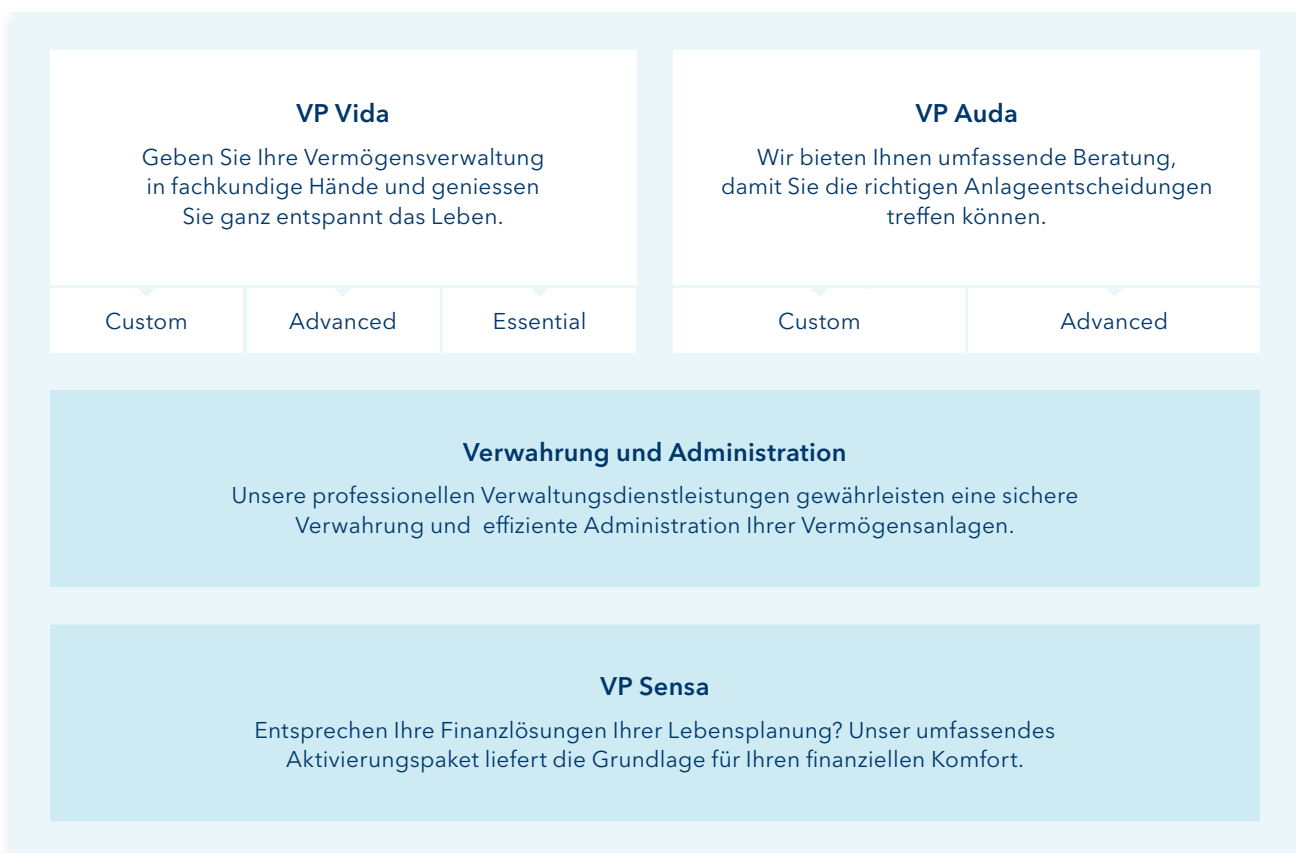 VP Vida
Geben Sie Ihre Vermögensverwaltung
in fachkundige Hände und geniessen
Sie ganz entspannt das Leben.
Custom
Advanced
Essential
VP Auda
Wir bieten Ihnen umfassende Beratung,
damit Sie die richtigen Anlageentscheidungen
treffen können.
Custom
Advanced
Verwahrung und Administration
Unsere professionellen Verwaltungsdienstleistungen gewährleisten eine sichere
Verwahrung und  effiziente Administration Ihrer Vermögensanlagen.
VP Sensa
Entsprechen Ihre Finanzlösungen Ihrer Lebensplanung? Unser umfassendes
Aktivierungspaket liefert die Grundlage für Ihren finanziellen Komfort.